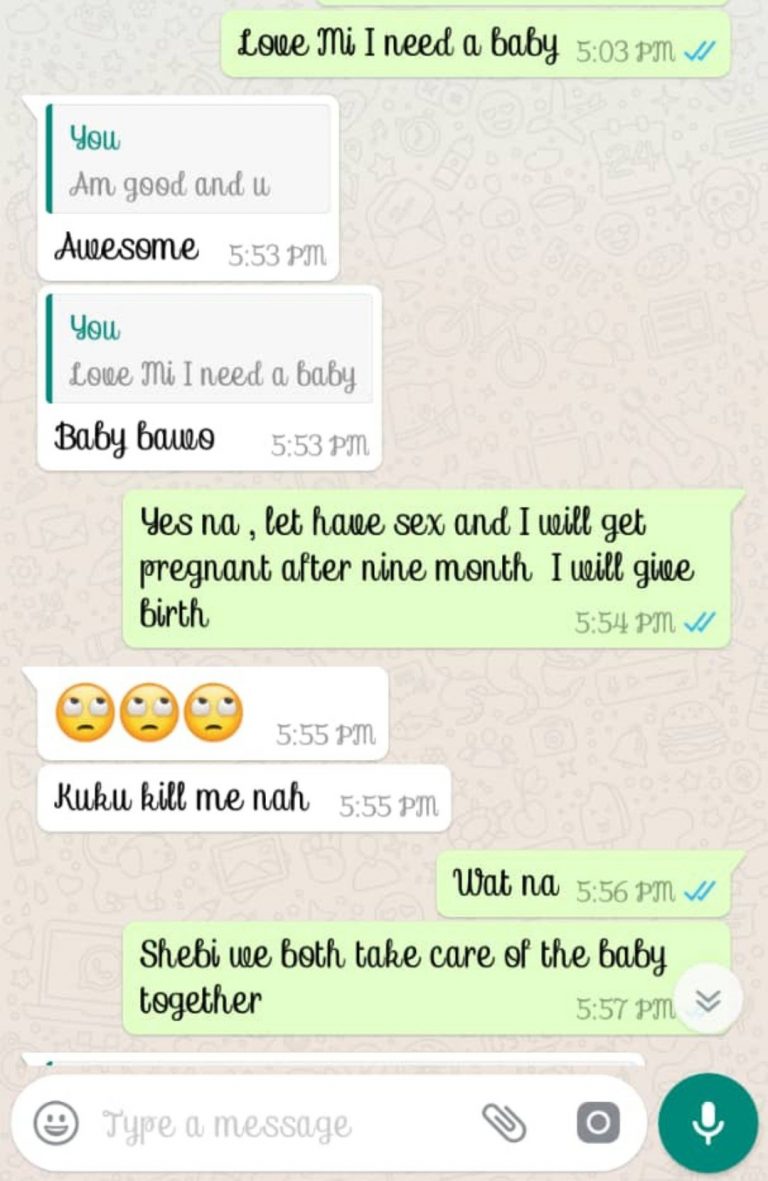 Love Mi I need a baby 5:03 PM
You
Am good and u
Awesome 5:53 PM
You
Love Mi I need a baby
Baby bawo 5:53 PM
Yes na , let have sex and I will get
pregnant after nine month I will give
birth 5:54 PM
🙄🙄🙄 5:55 PM
Kuku kill me nah 5:55 PM
Wat na 5:56 PM
Shebi we both take care of the baby
together 5:57 PM
Type a message